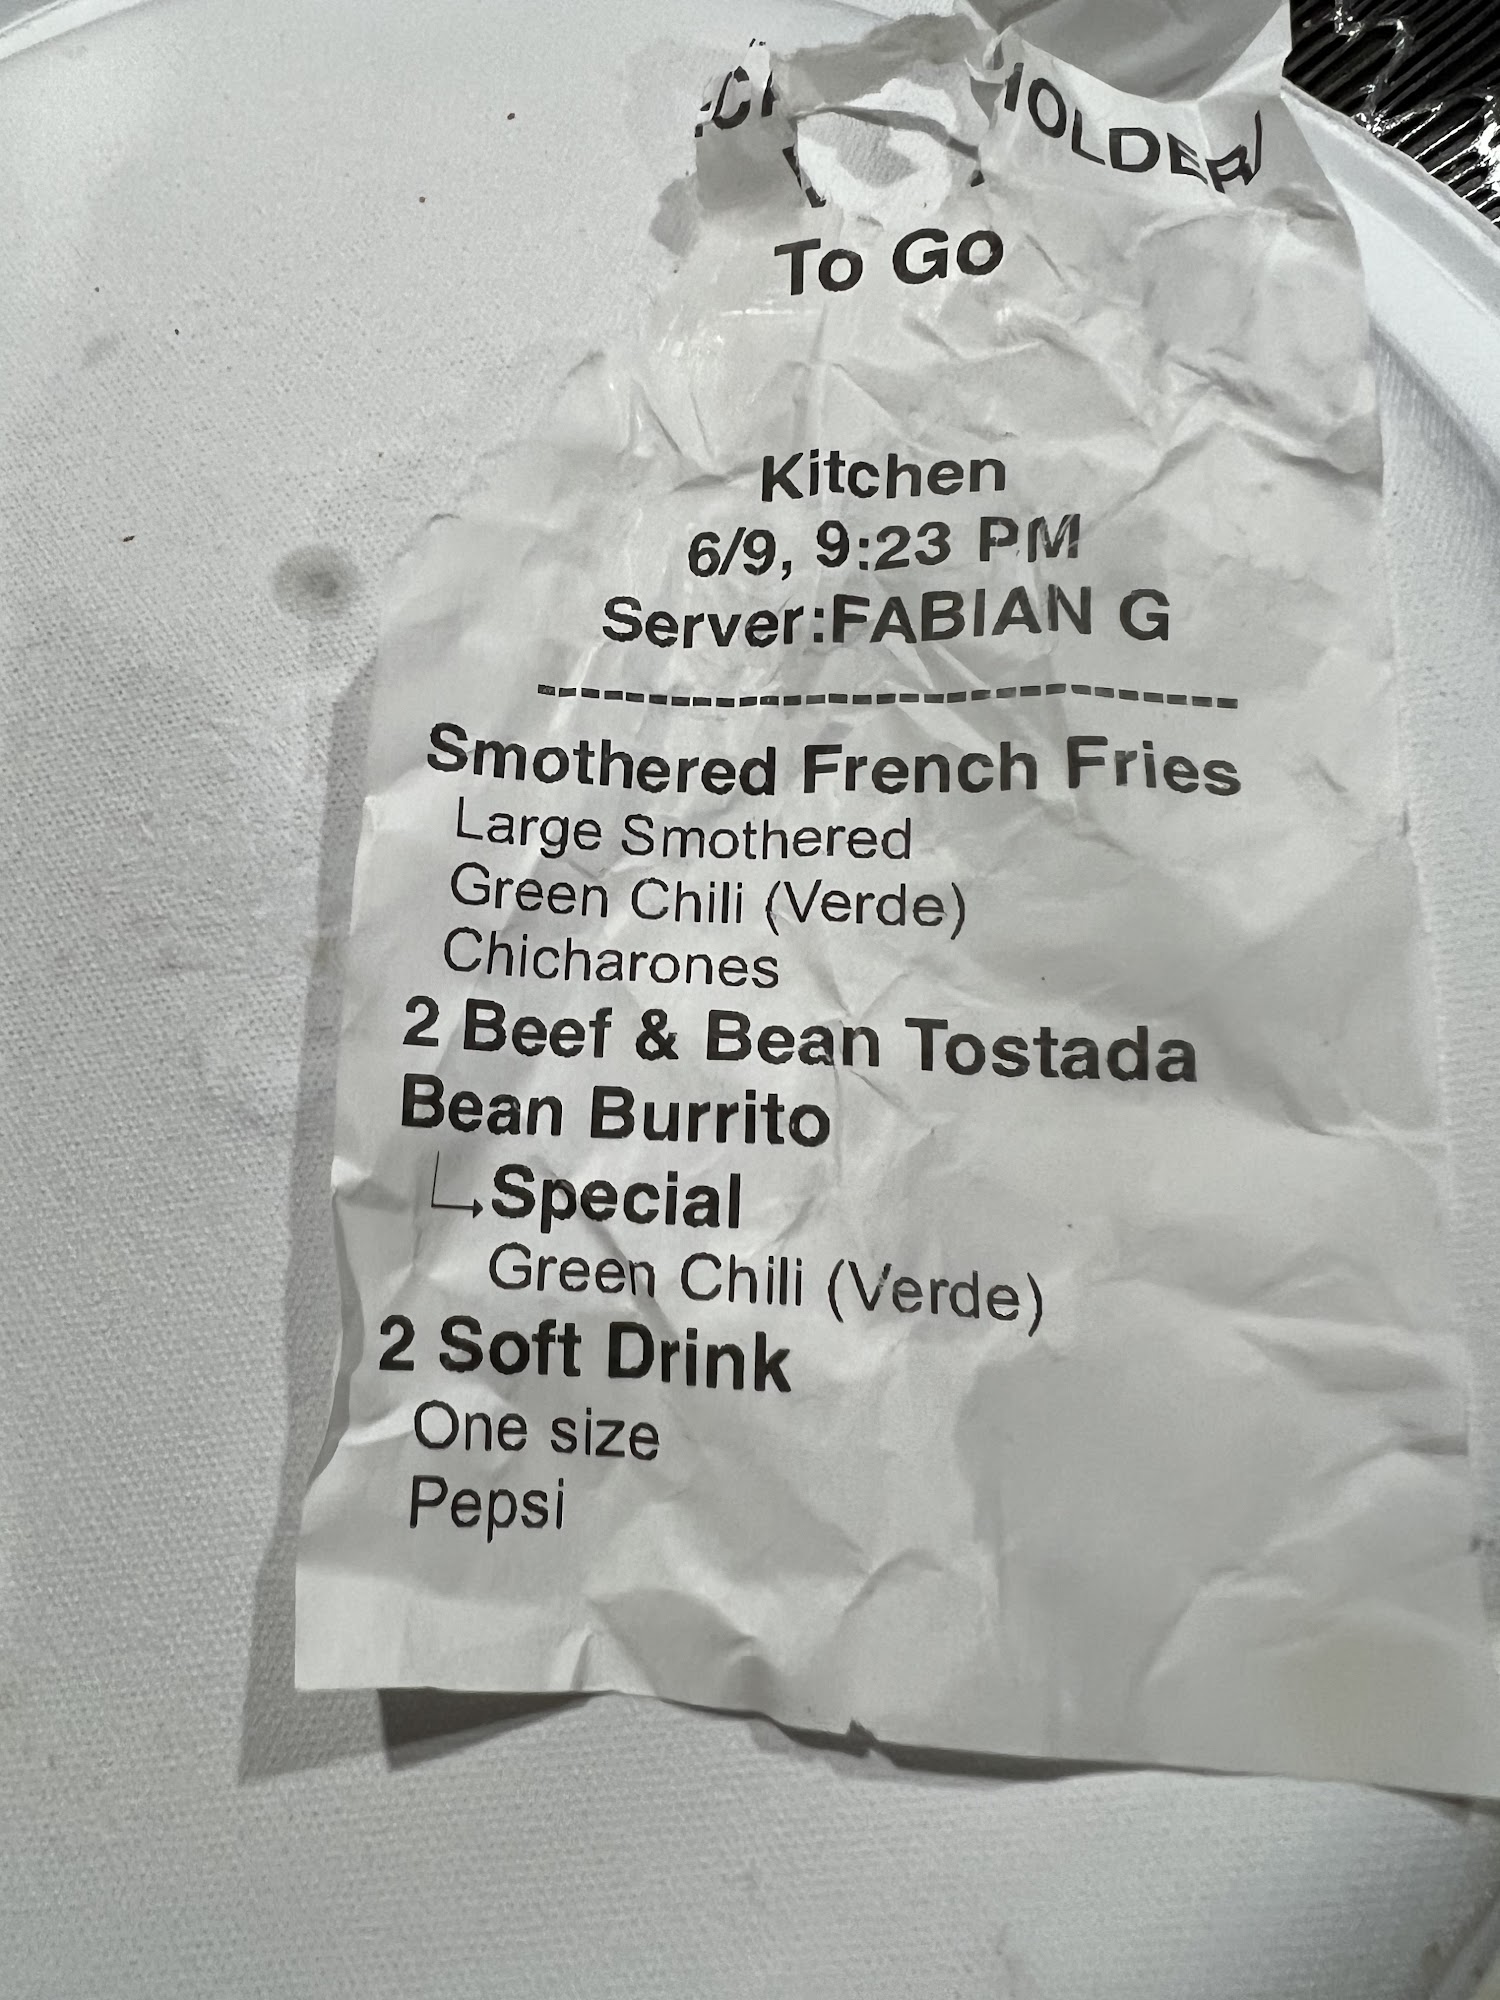 To Go
Kitchen
6/9, 9:23 PM
Server:FABIAN G
--------------------------------
Smothered French Fries
Large Smothered
Green Chili (Verde)
Chicharones
2 Beef & Bean Tostada
Bean Burrito
Special
Green Chili (Verde)
2 Soft Drink
One size
Pepsi